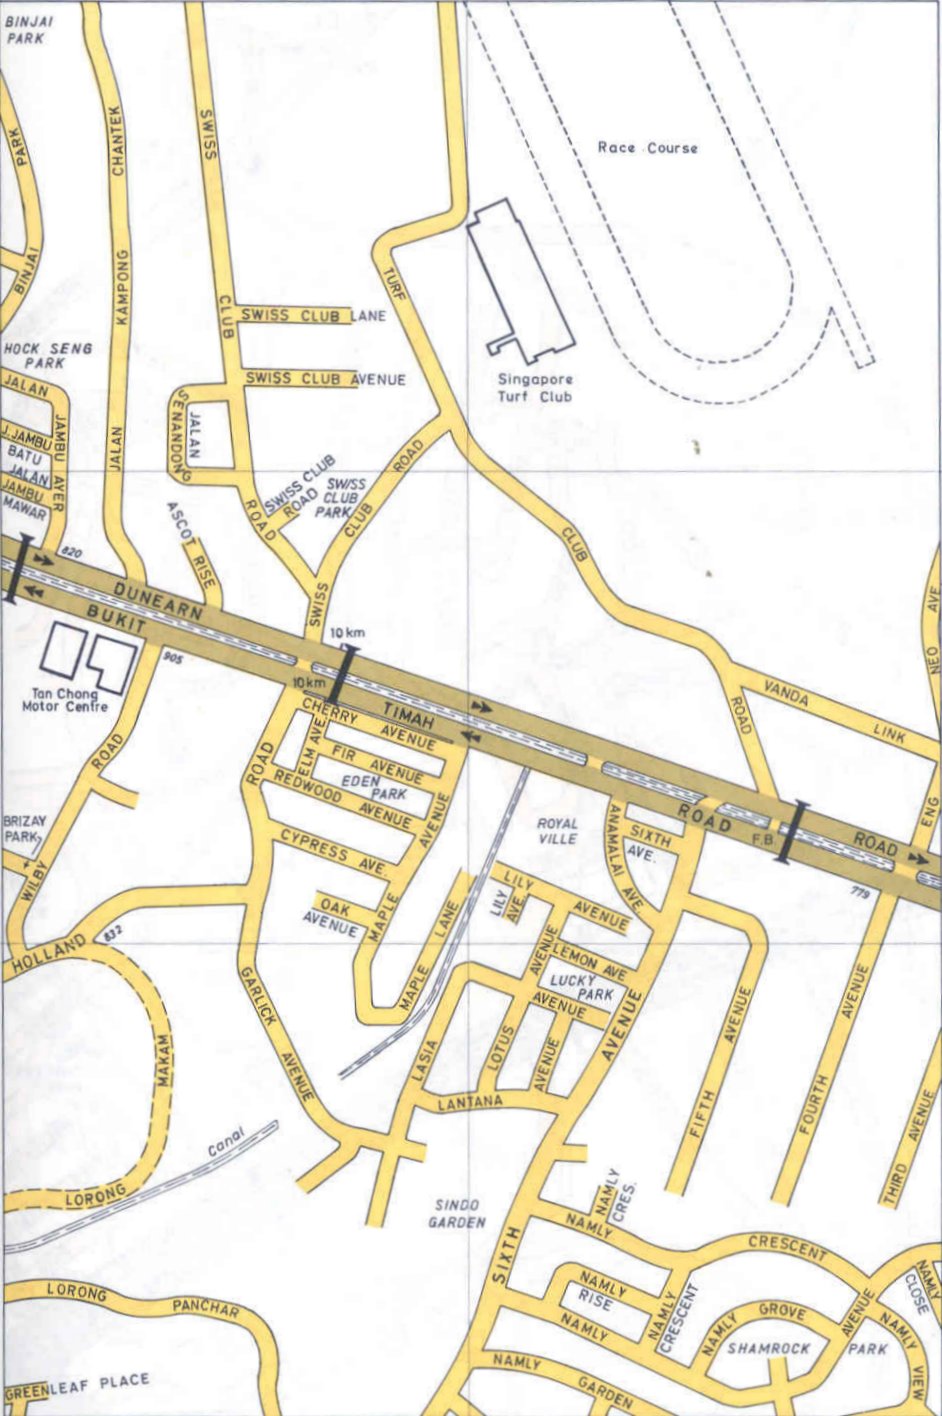 BINJAI
PARK
PARK
BINJAI
CHANTEK
KAMPONG
JALAN
SWISS
CLUB
ROAD
Race Course
TURF
CLUB
ROAD
SWISS CLUB LANE
SWISS CLUB AVENUE
HOCK SENG
PARK
Singapore
Turf Club
JALAN
JAMBU
AYER
J. JAMBU
BATU
JALAN
JAMBU
MAWAR
SENANDONG
JALAN
SWISS CLUB
ROAD
SWISS
CLUB
PARK
SWISS
CLUB
ROAD
ASCOT RISE
820
DUNEARN
BUKIT
905
10 km
10 km
TIMAH
ROAD
ROAD
F.B.
779
Tan Chong
Motor Centre
NEO AVE
ENG
VANDA
LINK
CHERRY
AVENUE
ELM AVE.
FIR AVENUE
EDEN
PARK
REDWOOD AVENUE
CYPRESS AVE.
OAK
AVENUE
MAPLE
AVENUE
MAPLE
LANE
ROAD
BRIZAY
PARK
WILBY
ROAD
HOLLAND
832
ROYAL
VILLE
ANAMALAI AVE.
SIXTH
AVE.
LILY
AVENUE
LILY
AVE.
AVENUE
LEMON AVE
LUCKY
PARK
AVENUE
LOTUS
AVENUE
LASIA
LANTANA
GARLICK
AVENUE
MAKAM
LORONG
Canal
SINDO
GARDEN
SIXTH
AVENUE
FIFTH
AVENUE
FOURTH
AVENUE
THIRD
AVENUE
NAMLY
CRES.
NAMLY
CRESCENT
NAMLY
RISE
NAMLY
NAMLY
CRESCENT
NAMLY
GROVE
SHAMROCK
PARK
AVENUE
NAMLY
CLOSE
NAMLY
VIEW
NAMLY
GARDEN
LORONG
PANCHAR
GREENLEAF PLACE